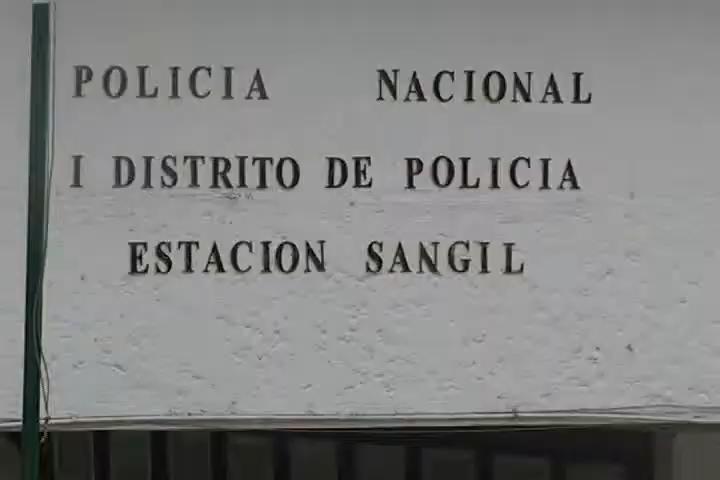 POLICIA NACIONAL
I DISTRITO DE POLICIA
ESTACION SANGIL